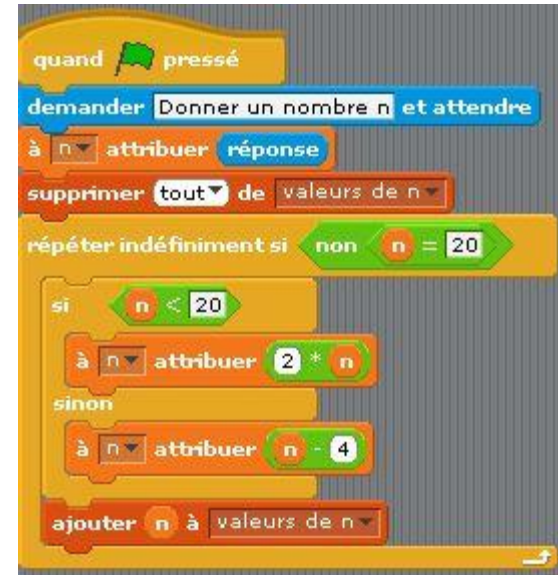 quand pressé
demander Donner un nombre n et attendre
à n attribuer réponse
supprimer tout de valeurs de n
répéter indéfiniment si non n = 20
si n < 20
à n attribuer 2 * n
sinon
à n attribuer n - 4
ajouter n à valeurs de n